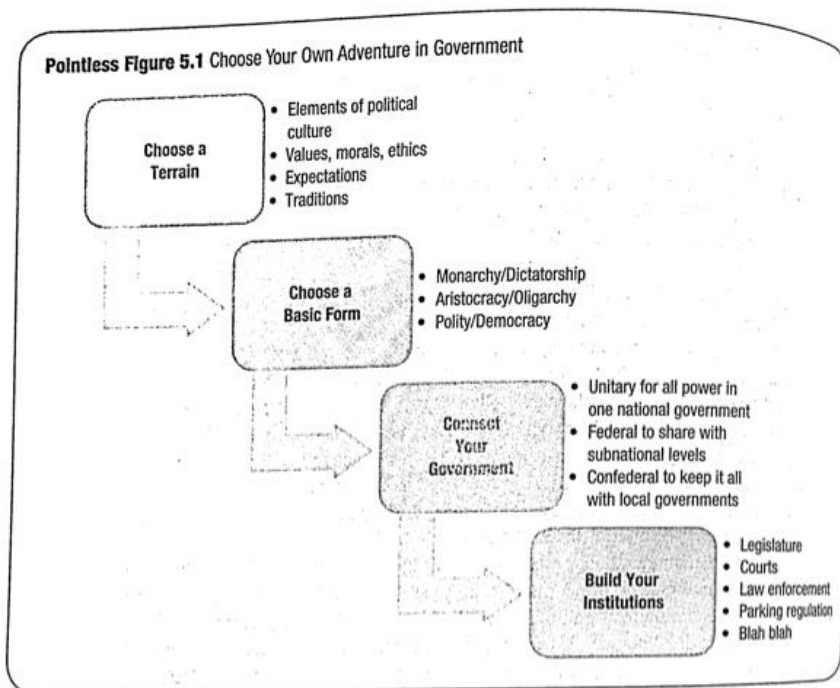 Pointless Figure 5.1 Choose Your Own Adventure in Government
Choose a
Terrain
• Elements of political
culture
• Values, morals, ethics
• Expectations
• Traditions
Choose a
Basic Form
• Monarchy/Dictatorship
• Aristocracy/Oligarchy
• Polity/Democracy
Connect
Your
Government
• Unitary for all power in
one national government
• Federal to share with
subnational levels
• Confederal to keep it all
with local governments
Build Your
Institutions
• Legislature
• Courts
• Law enforcement
• Parking regulation
• Blah blah